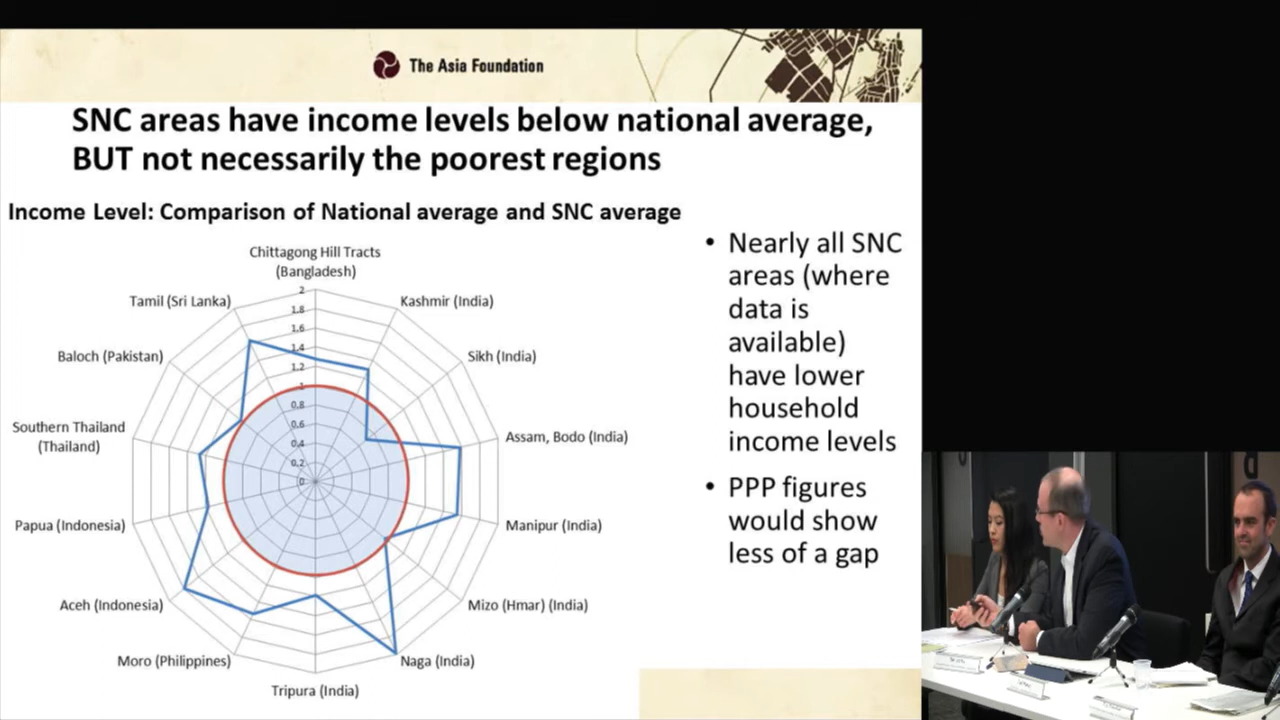 The Asia Foundation
SNC areas have income levels below national average,
BUT not necessarily the poorest regions
Income Level: Comparison of National average and SNC average
Chittagong Hill Tracts
(Bangladesh)
Kashmir (India)
Sikh (India)
Assam, Bodo (India)
Manipur (India)
Mizo (Hmar) (India)
Naga (India)
Tripura (India)
Moro (Philippines)
Aceh (Indonesia)
Papua (Indonesia)
Southern Thailand
(Thailand)
Baloch (Pakistan)
Tamil (Sri Lanka)
2
1.8
1.6
1.4
1.2
1
0.8
0.6
0.4
0.2
0
• Nearly all SNC
areas (where
data is
available)
have lower
household
income levels
• PPP figures
would show
less of a gap